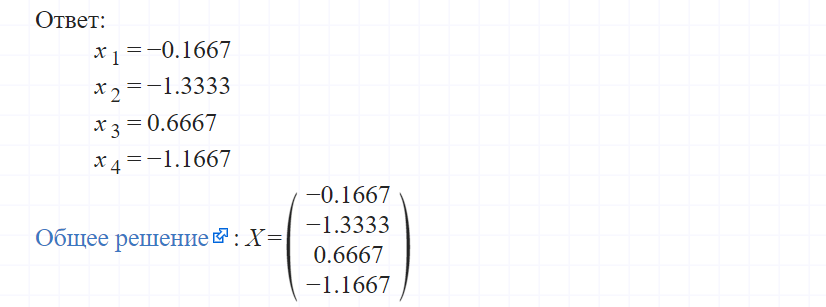 Ответ:
x 1 = −0.1667
x 2 = −1.3333
x 3 = 0.6667
x 4 = −1.1667
−0.1667
−1.3333
Общее решение : X =
0.6667
−1.1667